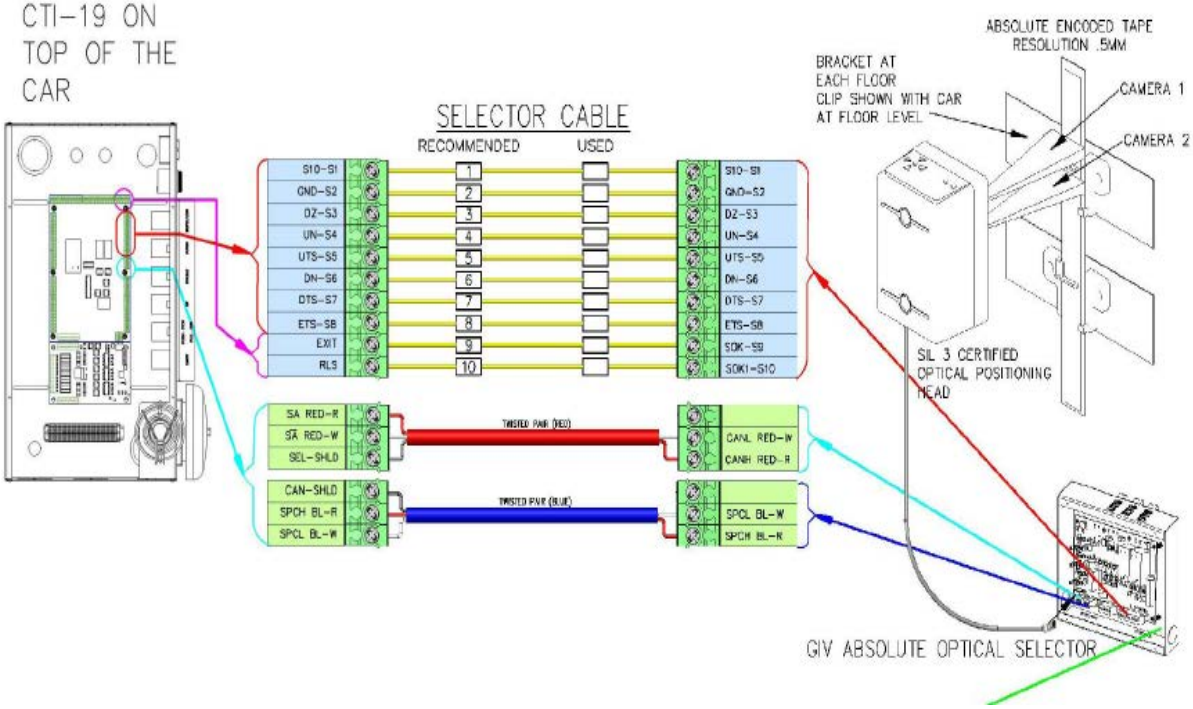 CTI-19 ON
TOP OF THE
CAR
SELECTOR CABLE
RECOMMENDED
USED
S10-S1
1
S10-S1
GND-S2
2
GND-S2
DZ-S3
3
DZ-S3
UN-S4
4
UN-S4
UTS-S5
5
UTS-S5
DN-S6
6
DN-S6
DTS-S7
7
DTS-S7
ETS-S8
8
ETS-S8
EXIT
9
SOK-S9
RLS
10
SOK1-S10
SA RED-R
TWISTED PAIR (RED)
SA RED-W
CANL RED-W
SEL-SHLD
CANH RED-R
CAN-SHLD
TWISTED PAIR (BLUE)
SPCH BL-R
SPCL BL-W
SPCL BL-W
SPCH BL-R
ABSOLUTE ENCODED TAPE
RESOLUTION .5MM
BRACKET AT
EACH FLOOR
CLIP SHOWN WITH CAR
AT FLOOR LEVEL
CAMERA 1
CAMERA 2
SIL 3 CERTIFIED
OPTICAL POSITIONING
HEAD
GIV ABSOLUTE OPTICAL SELECTOR